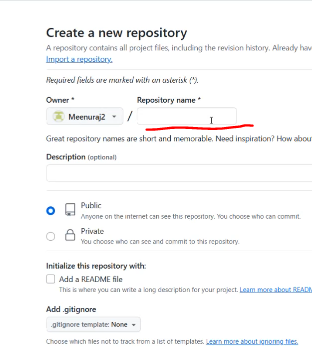 Create a new repository
A repository contains all project files, including the revision history. Already hav
Import a repository.
Required fields are marked with an asterisk (*).
Owner * Repository name *
Meenuraj2 /
Great repository names are short and memorable. Need inspiration? How about
Description (optional)
Public
Anyone on the internet can see this repository. You choose who can commit.
Private
You choose who can see and commit to this repository.
Initialize this repository with:
Add a README file
This is where you can write a long description for your project. Learn more about READM
Add .gitignore
.gitignore template: None
Choose which files not to track from a list of templates. Learn more about ignoring files.